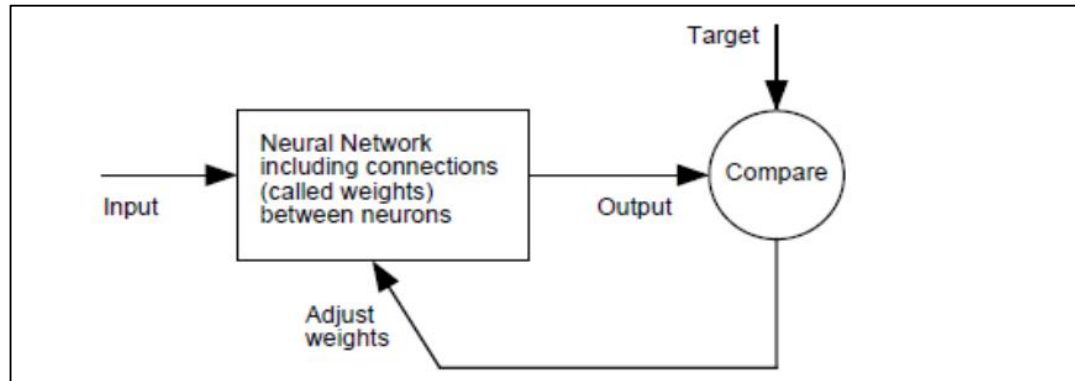 Target
Neural Network
including connections
(called weights)
between neurons
Compare
Input
Output
Adjust
weights